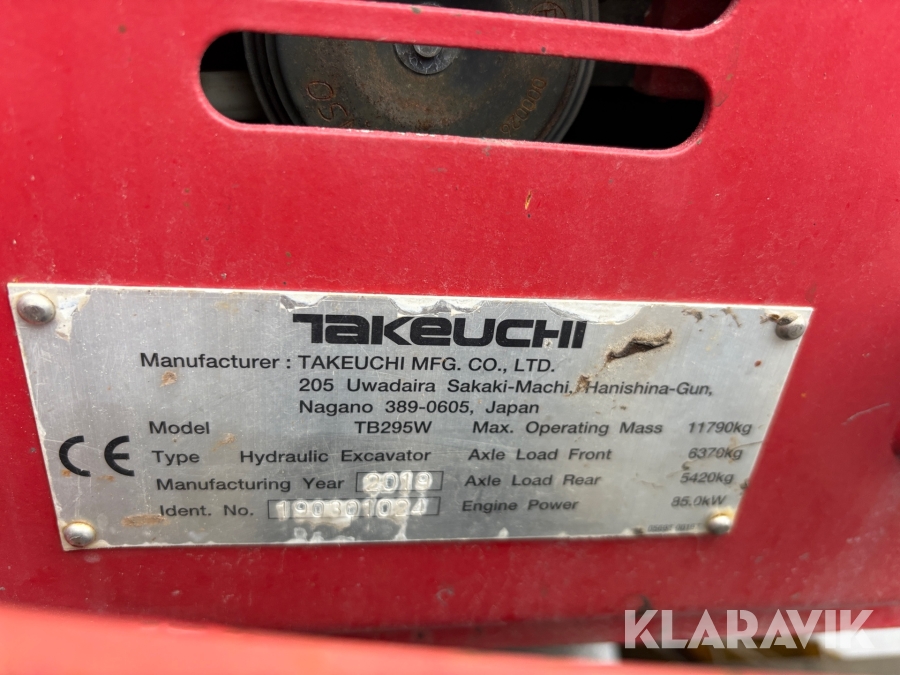 TAKEUCHI
Manufacturer : TAKEUCHI MFG. CO., LTD.
205 Uwadaira Sakaki-Machi, Hanishina-Gun,
Nagano 389-0605, Japan
Model TB295W Max. Operating Mass 11790kg
CE Type Hydraulic Excavator Axle Load Front 6370kg
Manufacturing Year 2019 Axle Load Rear 5420kg
Ident. No. Engine Power 85.0kW
KLARAVIK